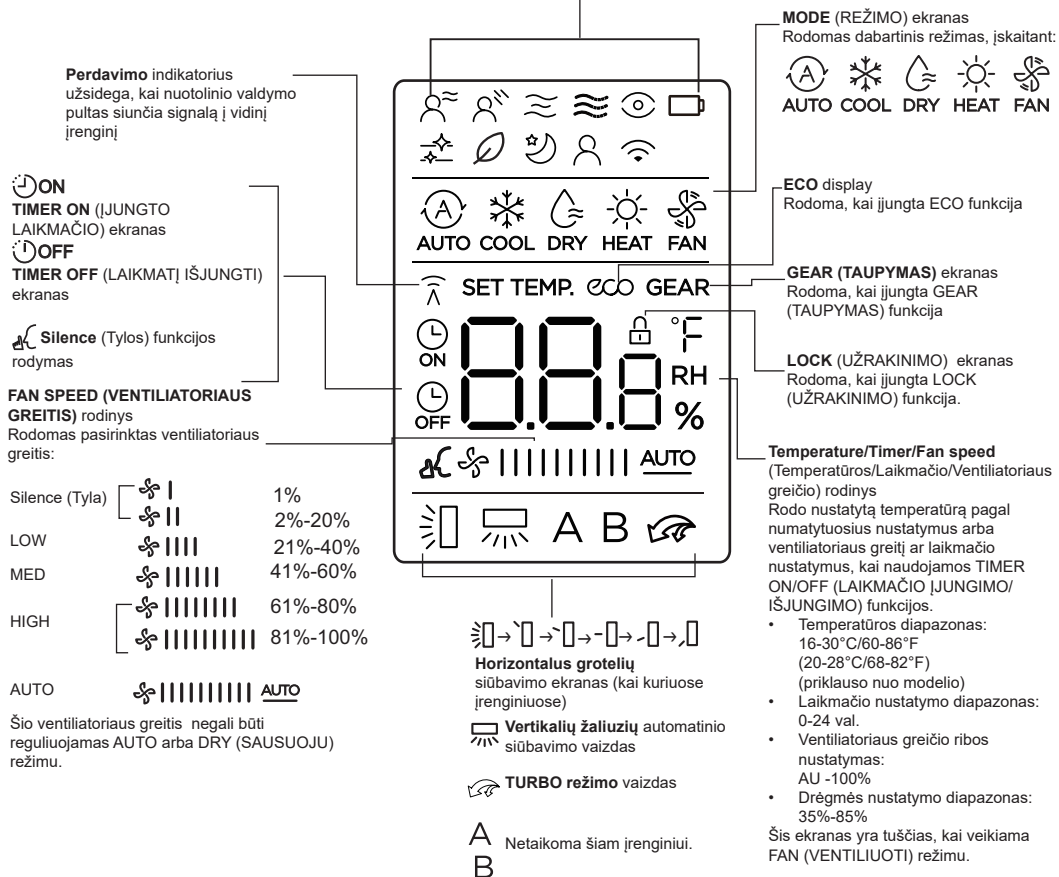 MODE (REŽIMO) ekranas
Rodomas dabartinis režimas, įskaitant:
AUTO COOL DRY HEAT FAN
Perdavimo indikatorius
užsidega, kai nuotolinio valdymo
pultas siunčia signalą į vidinį
įrenginį
ON
TIMER ON (ĮJUNGTO
LAIKMAČIO) ekranas
OFF
TIMER OFF (LAIKMATĮ IŠJUNGTI)
ekranas
Silence (Tylos) funkcijos
rodymas
FAN SPEED (VENTILIATORIAUS
GREITIS) rodinys
Rodomas pasirinktas ventiliatoriaus
greitis:
Silence (Tyla)
1%
2%-20%
LOW
21%-40%
MED
41%-60%
HIGH
61%-80%
81%-100%
AUTO
AUTO
Šio ventiliatoriaus greitis negali būti
reguliuojamas AUTO arba DRY (SAUSUOJU)
režimu.
A
AUTO COOL DRY HEAT FAN
SET TEMP. eco GEAR
ON
OFF
88.8
°F
RH
%
AUTO
A B
Horizontalus grotelių
siūbavimo ekranas (kai kuriuose
įrenginiuose)
Vertikalių žaliuzių automatinio
siūbavimo vaizdas
TURBO režimo vaizdas
A
B
Netaikoma šiam įrenginiui.
ECO display
Rodoma, kai įjungta ECO funkcija
GEAR (TAUPYMAS) ekranas
Rodoma, kai įjungta GEAR
(TAUPYMAS) funkcija
LOCK (UŽRAKINIMO) ekranas
Rodoma, kai įjungta LOCK
(UŽRAKINIMO) funkcija.
Temperature/Timer/Fan speed
(Temperatūros/Laikmačio/Ventiliatoriaus
greičio) rodinys
Rodo nustatytą temperatūrą pagal
numatytuosius nustatymus arba
ventiliatoriaus greitį ar laikmačio
nustatymus, kai naudojamos TIMER
ON/OFF (LAIKMAČIO ĮJUNGIMO/
IŠJUNGIMO) funkcijos.
• Temperatūros diapazonas:
16-30°C/60-86°F
(20-28°C/68-82°F)
(priklauso nuo modelio)
• Laikmačio nustatymo diapazonas:
0-24 val.
• Ventiliatoriaus greičio ribos
nustatymas:
AU -100%
• Drėgmės nustatymo diapazonas:
35%-85%
Šis ekranas yra tuščias, kai veikiama
FAN (VENTILIUOTI) režimu.